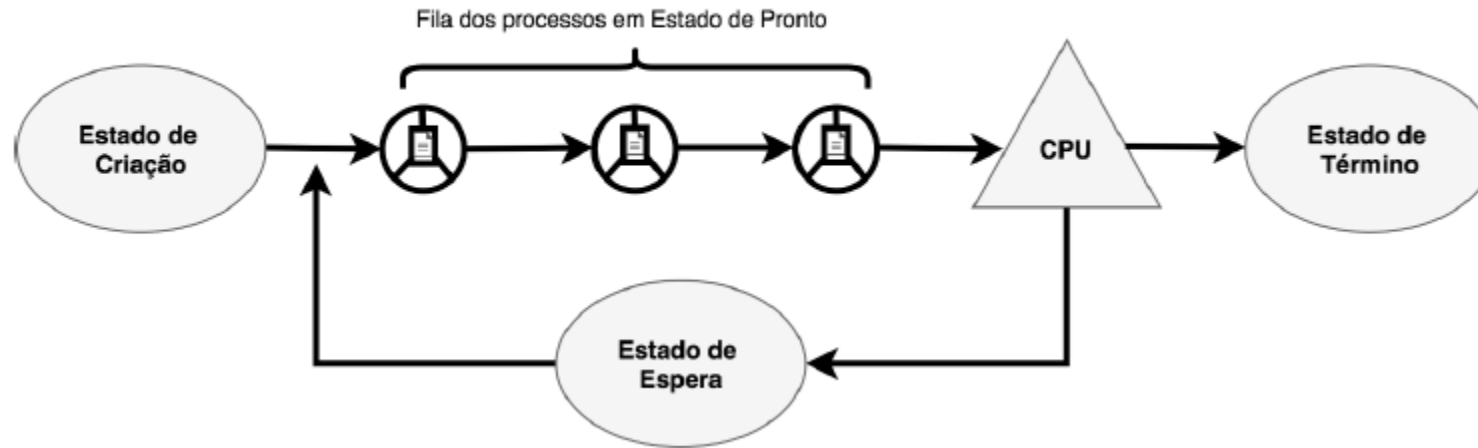 Fila dos processos em Estado de Pronto
Estado de
Criação
CPU
Estado de
Término
Estado de
Espera